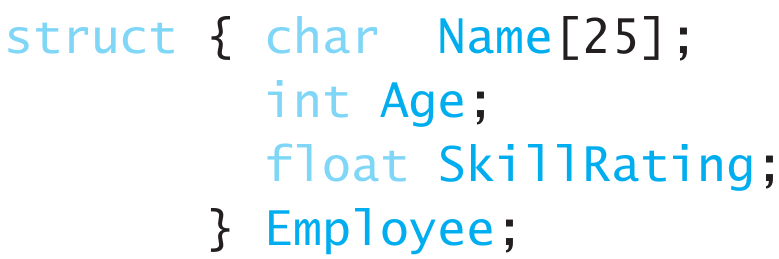 struct { char  Name[25];
         int Age;
         float SkillRating;
       } Employee;